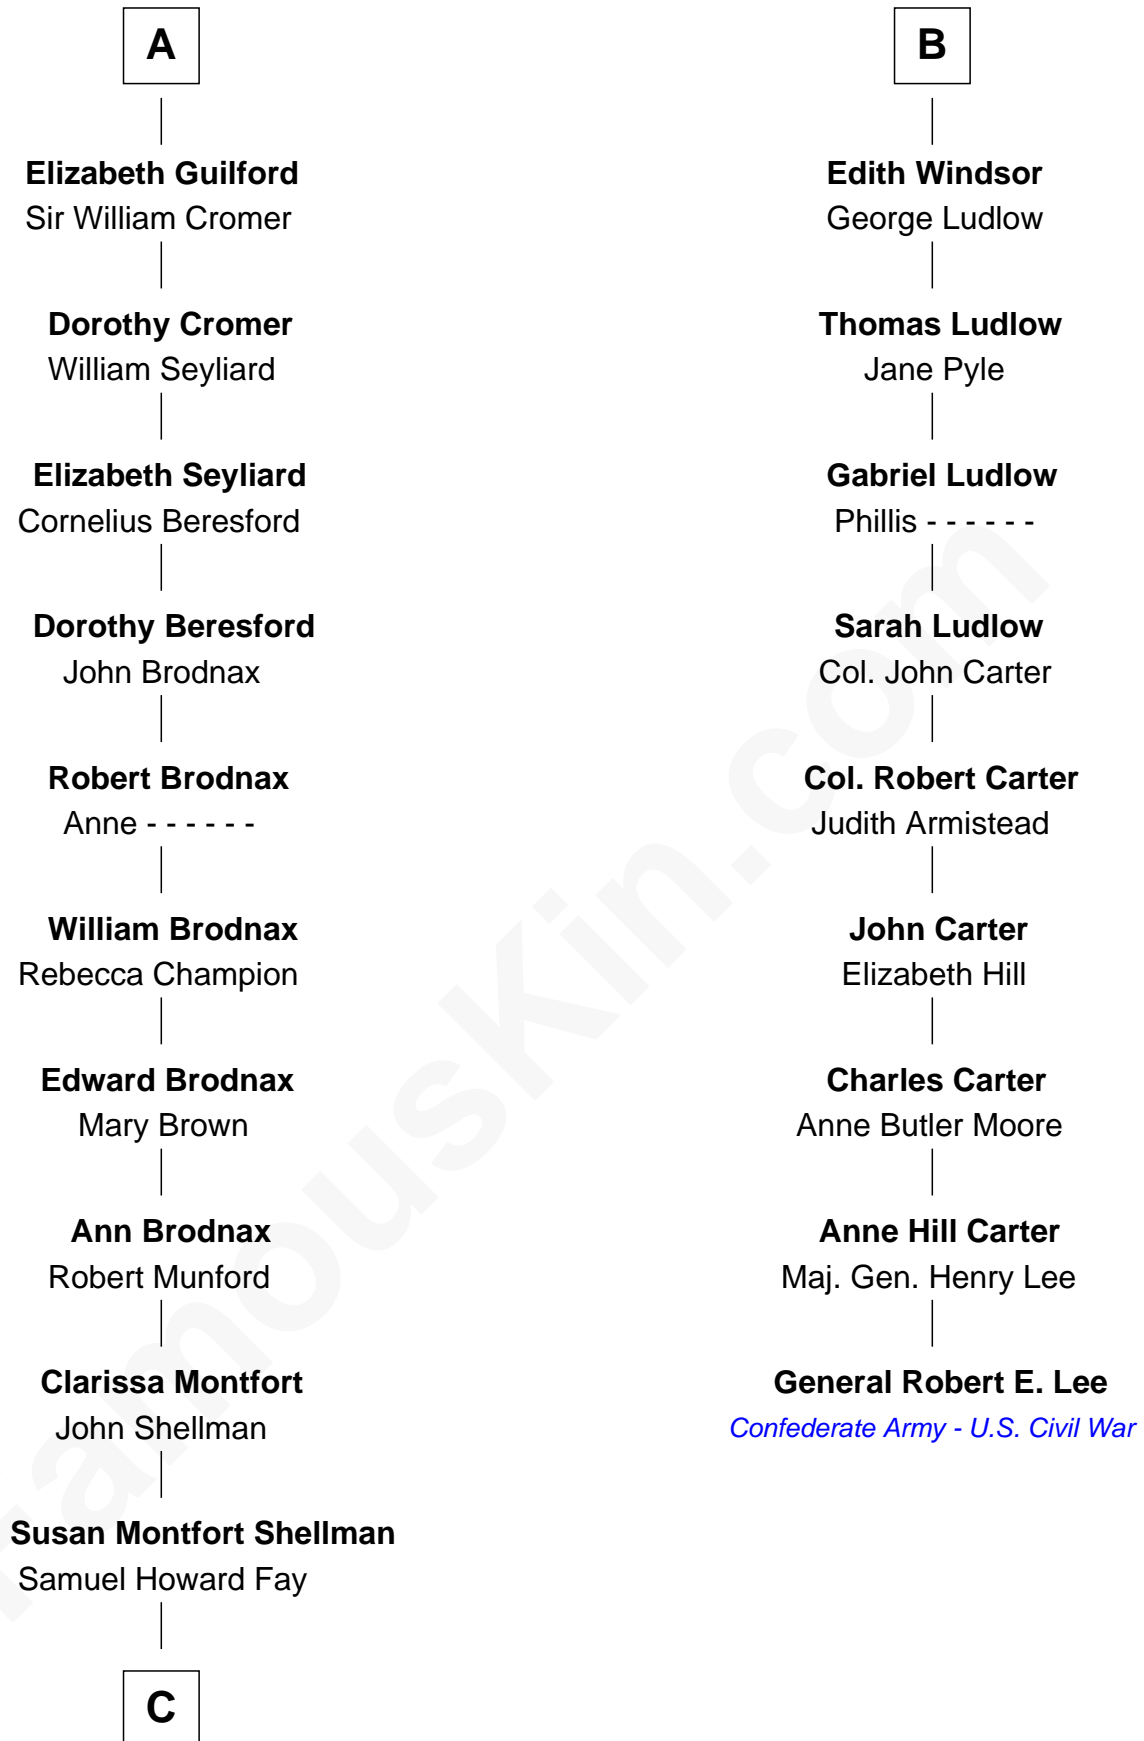 A
Elizabeth Guilford
Sir William Cromer
Dorothy Cromer
William Seyliard
Elizabeth Seyliard
Cornelius Beresford
Dorothy Beresford
John Brodnax
Robert Brodnax
Anne - - - - - -
William Brodnax
Rebecca Champion
Edward Brodnax
Mary Brown
Ann Brodnax
Robert Munford
Clarissa Montfort
John Shellman
Susan Montfort Shellman
Samuel Howard Fay
C
B
Edith Windsor
George Ludlow
Thomas Ludlow
Jane Pyle
Gabriel Ludlow
Phillis - - - - - -
Sarah Ludlow
Col. John Carter
Col. Robert Carter
Judith Armistead
John Carter
Elizabeth Hill
Charles Carter
Anne Butler Moore
Anne Hill Carter
Maj. Gen. Henry Lee
General Robert E. Lee
Confederate Army - U.S. Civil War
FamousKin.com